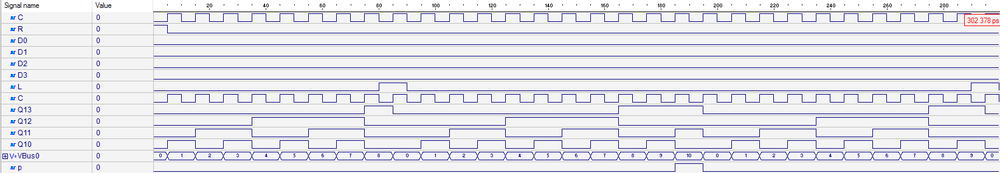 Signal name Value 20 40 60 80 100 120 140 160 180 200 220 240 260 280
C 0
302 378 ps
R 0
D0 0
D1 0
D2 0
D3 0
L 0
C 0
Q13 0
Q12 0
Q11 0
Q10 0
V=VBus0 0 0 1 2 3 4 5 6 7 8 0 1 2 3 4 5 6 7 8 9 10 0 1 2 3 4 5 6 7 8 9 0
p 0